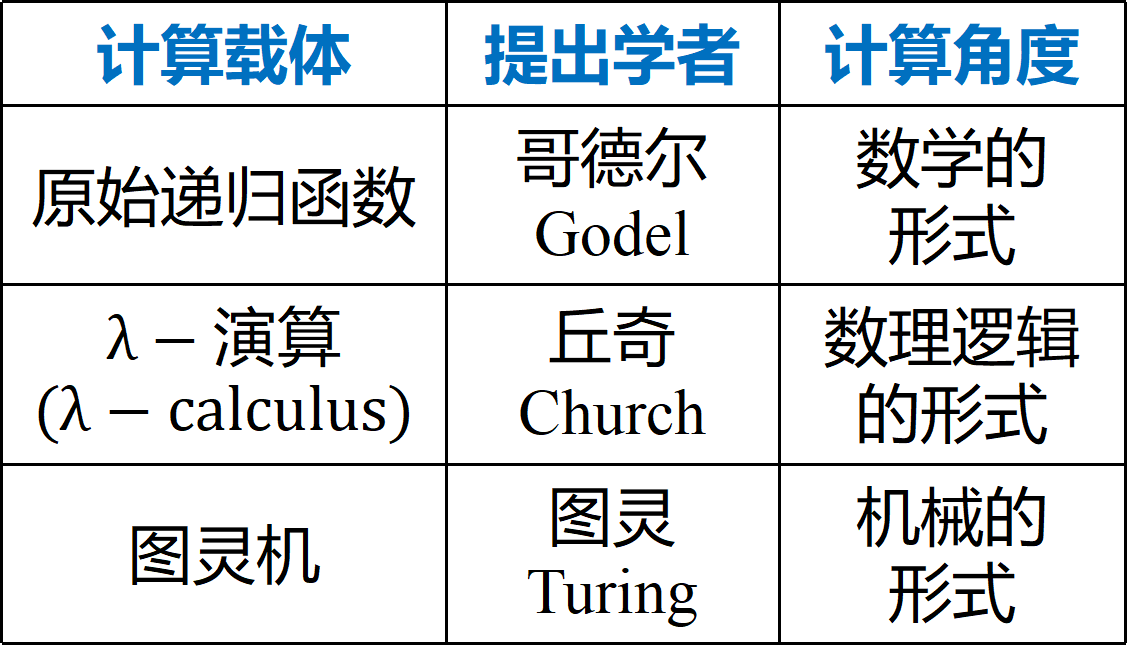 计算载体 提出学者 计算角度
原始递归函数
哥德尔
Godel
数学的
形式
λ − 演算
(λ − calculus)
丘奇
Church
数理逻辑
的形式
图灵机
图灵
Turing
机械的
形式